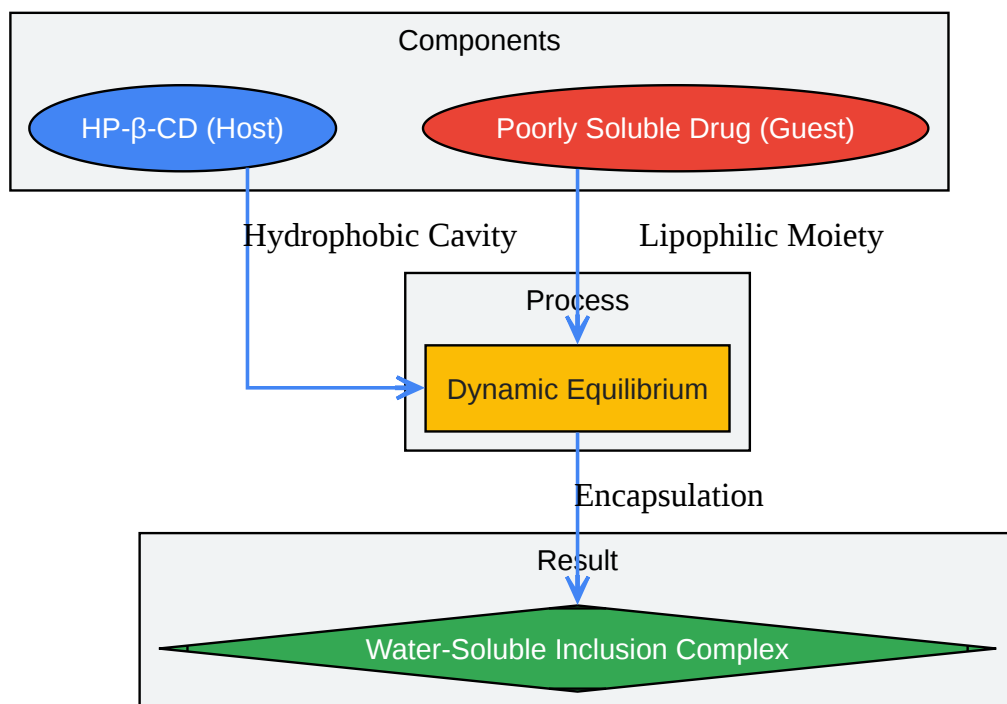 Components
HP-β-CD (Host)
Poorly Soluble Drug (Guest)
Hydrophobic Cavity
Lipophilic Moiety
Process
Dynamic Equilibrium
Encapsulation
Result
Water-Soluble Inclusion Complex